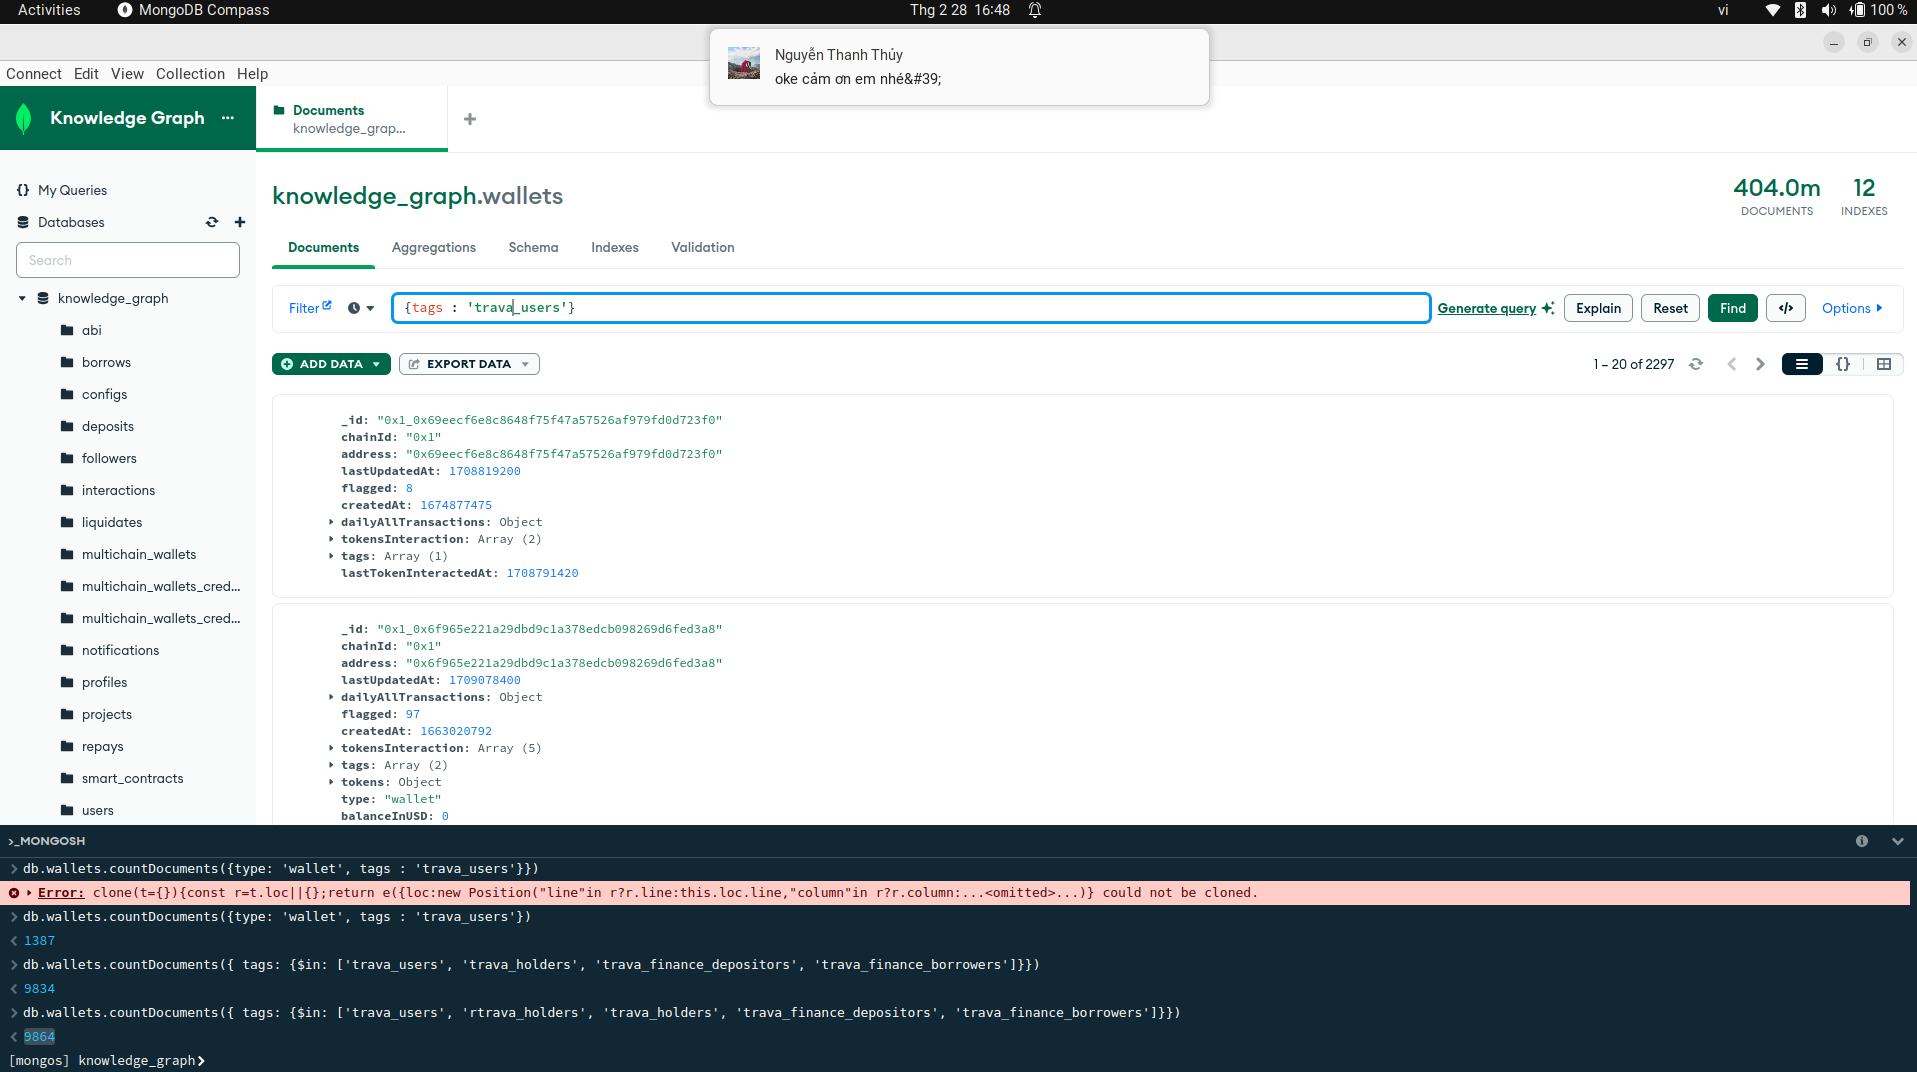 Activities MongoDB Compass Thg 2 28 16:48 vi 100 %
Nguyễn Thanh Thủy
oke cảm ơn em nhé&#39;
Connect Edit View Collection Help
Knowledge Graph ···
Documents
knowledge_grap...
My Queries
Databases
Search
knowledge_graph
abi
borrows
configs
deposits
followers
interactions
liquidates
multichain_wallets
multichain_wallets_cred...
multichain_wallets_cred...
notifications
profiles
projects
repays
smart_contracts
users
knowledge_graph.wallets
404.0m
DOCUMENTS
12
INDEXES
Documents Aggregations Schema Indexes Validation
Filter {tags : 'trava_users'} Generate query Explain Reset Find </> Options
ADD DATA EXPORT DATA 1 – 20 of 2297 {}
_id: "0x1_0x69eecf6e8c8648f75f47a57526af979fd0d723f0"
chainId: "0x1"
address: "0x69eecf6e8c8648f75f47a57526af979fd0d723f0"
lastUpdatedAt: 1708819200
flagged: 8
createdAt: 1674877475
dailyAllTransactions: Object
tokensInteraction: Array (2)
tags: Array (1)
lastTokenInteractedAt: 1708791420
_id: "0x1_0x6f965e221a29dbd9c1a378edcb098269d6fed3a8"
chainId: "0x1"
address: "0x6f965e221a29dbd9c1a378edcb098269d6fed3a8"
lastUpdatedAt: 1709078400
dailyAllTransactions: Object
flagged: 97
createdAt: 1663020792
tokensInteraction: Array (5)
tags: Array (2)
tokens: Object
type: "wallet"
balanceInUSD: 0
>_MONGOSH
> db.wallets.countDocuments({type: 'wallet', tags : 'trava_users'}})
Error: clone(t={}){const r=t.loc||{};return e({loc:new Position("line"in r?r.line:this.loc.line,"column"in r?r.column:...<omitted>...)} could not be cloned.
> db.wallets.countDocuments({type: 'wallet', tags : 'trava_users'})
< 1387
> db.wallets.countDocuments({ tags: {$in: ['trava_users', 'trava_holders', 'trava_finance_depositors', 'trava_finance_borrowers']}})
< 9834
> db.wallets.countDocuments({ tags: {$in: ['trava_users', 'rtrava_holders', 'trava_holders', 'trava_finance_depositors', 'trava_finance_borrowers']}})
< 9864
[mongos] knowledge_graph>